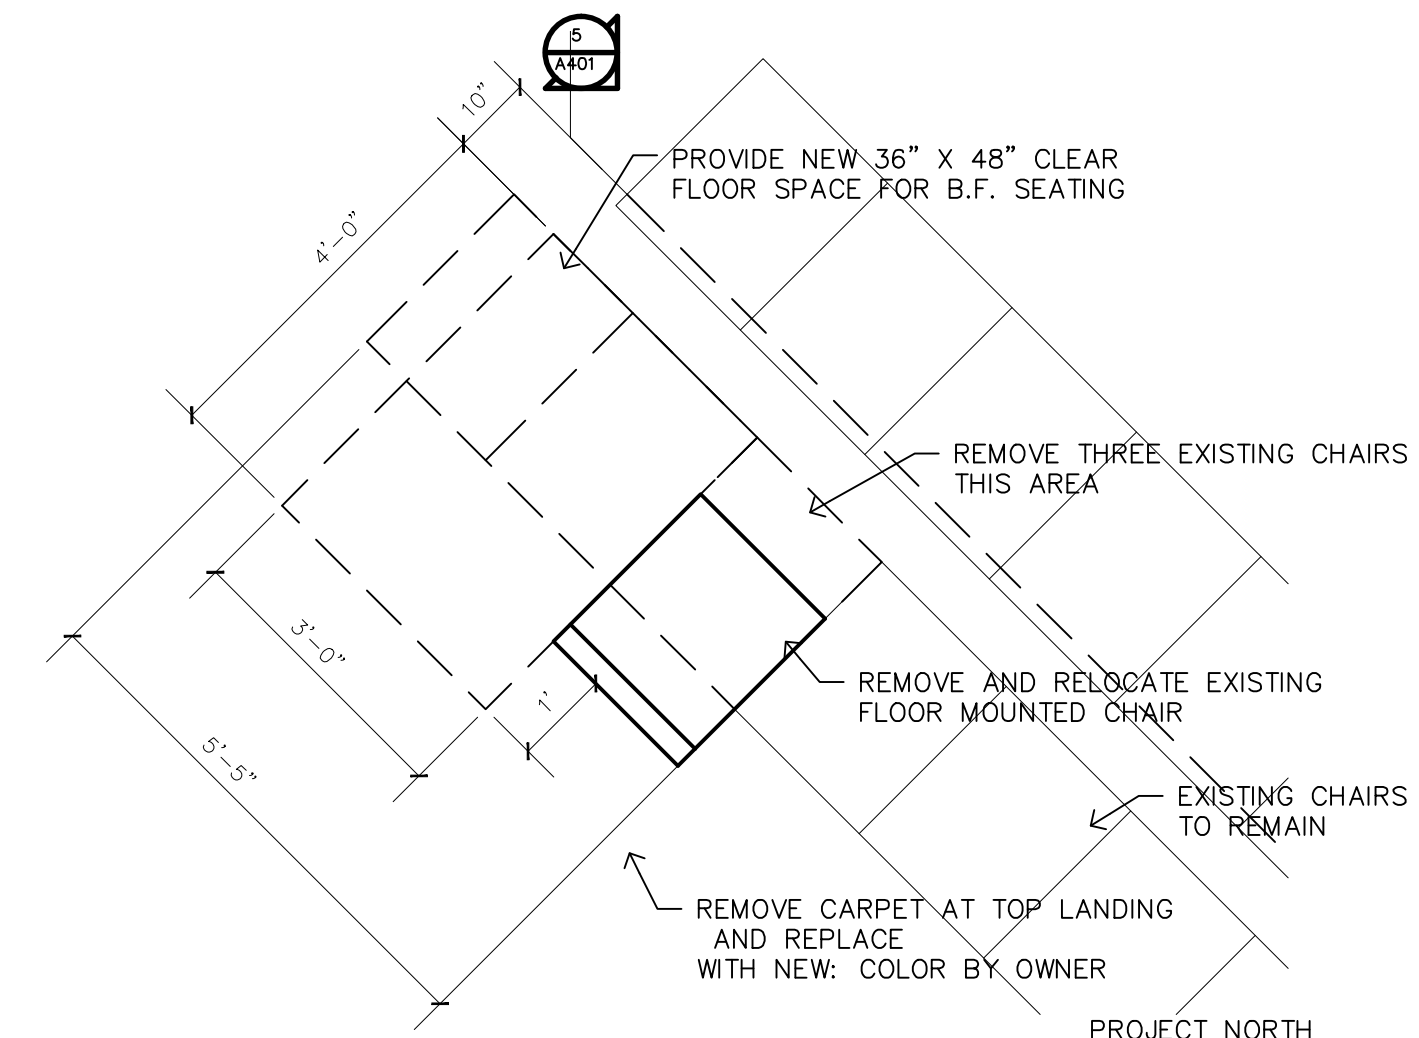 5
A401
10"
PROVIDE NEW 36" X 48" CLEAR
FLOOR SPACE FOR B.F. SEATING
4'-0"
REMOVE THREE EXISTING CHAIRS
THIS AREA
3'-0"
1'
REMOVE AND RELOCATE EXISTING
FLOOR MOUNTED CHAIR
5'-5"
EXISTING CHAIRS
TO REMAIN
REMOVE CARPET AT TOP LANDING
AND REPLACE
WITH NEW: COLOR BY OWNER
PROJECT NORTH